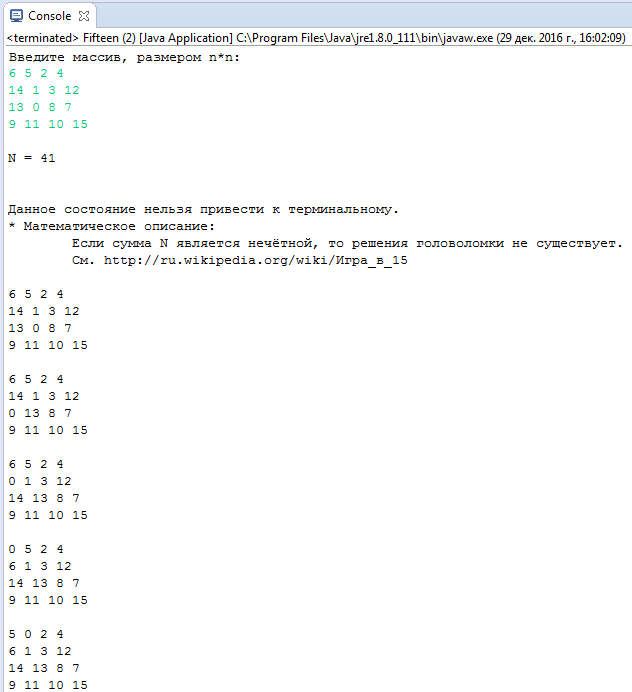 Console
<terminated> Fifteen (2) [Java Application] C:\Program Files\Java\jre1.8.0_111\bin\javaw.exe (29 дек. 2016 г., 16:02:09)
Введите массив, размером n*n:
6 5 2 4
14 1 3 12
13 0 8 7
9 11 10 15
N = 41
Данное состояние нельзя привести к терминальному.
* Математическое описание:
Если сумма N является нечётной, то решения головоломки не существует.
См. http://ru.wikipedia.org/wiki/Игра_в_15
6 5 2 4
14 1 3 12
13 0 8 7
9 11 10 15
6 5 2 4
14 1 3 12
0 13 8 7
9 11 10 15
6 5 2 4
0 1 3 12
14 13 8 7
9 11 10 15
0 5 2 4
6 1 3 12
14 13 8 7
9 11 10 15
5 0 2 4
6 1 3 12
14 13 8 7
9 11 10 15